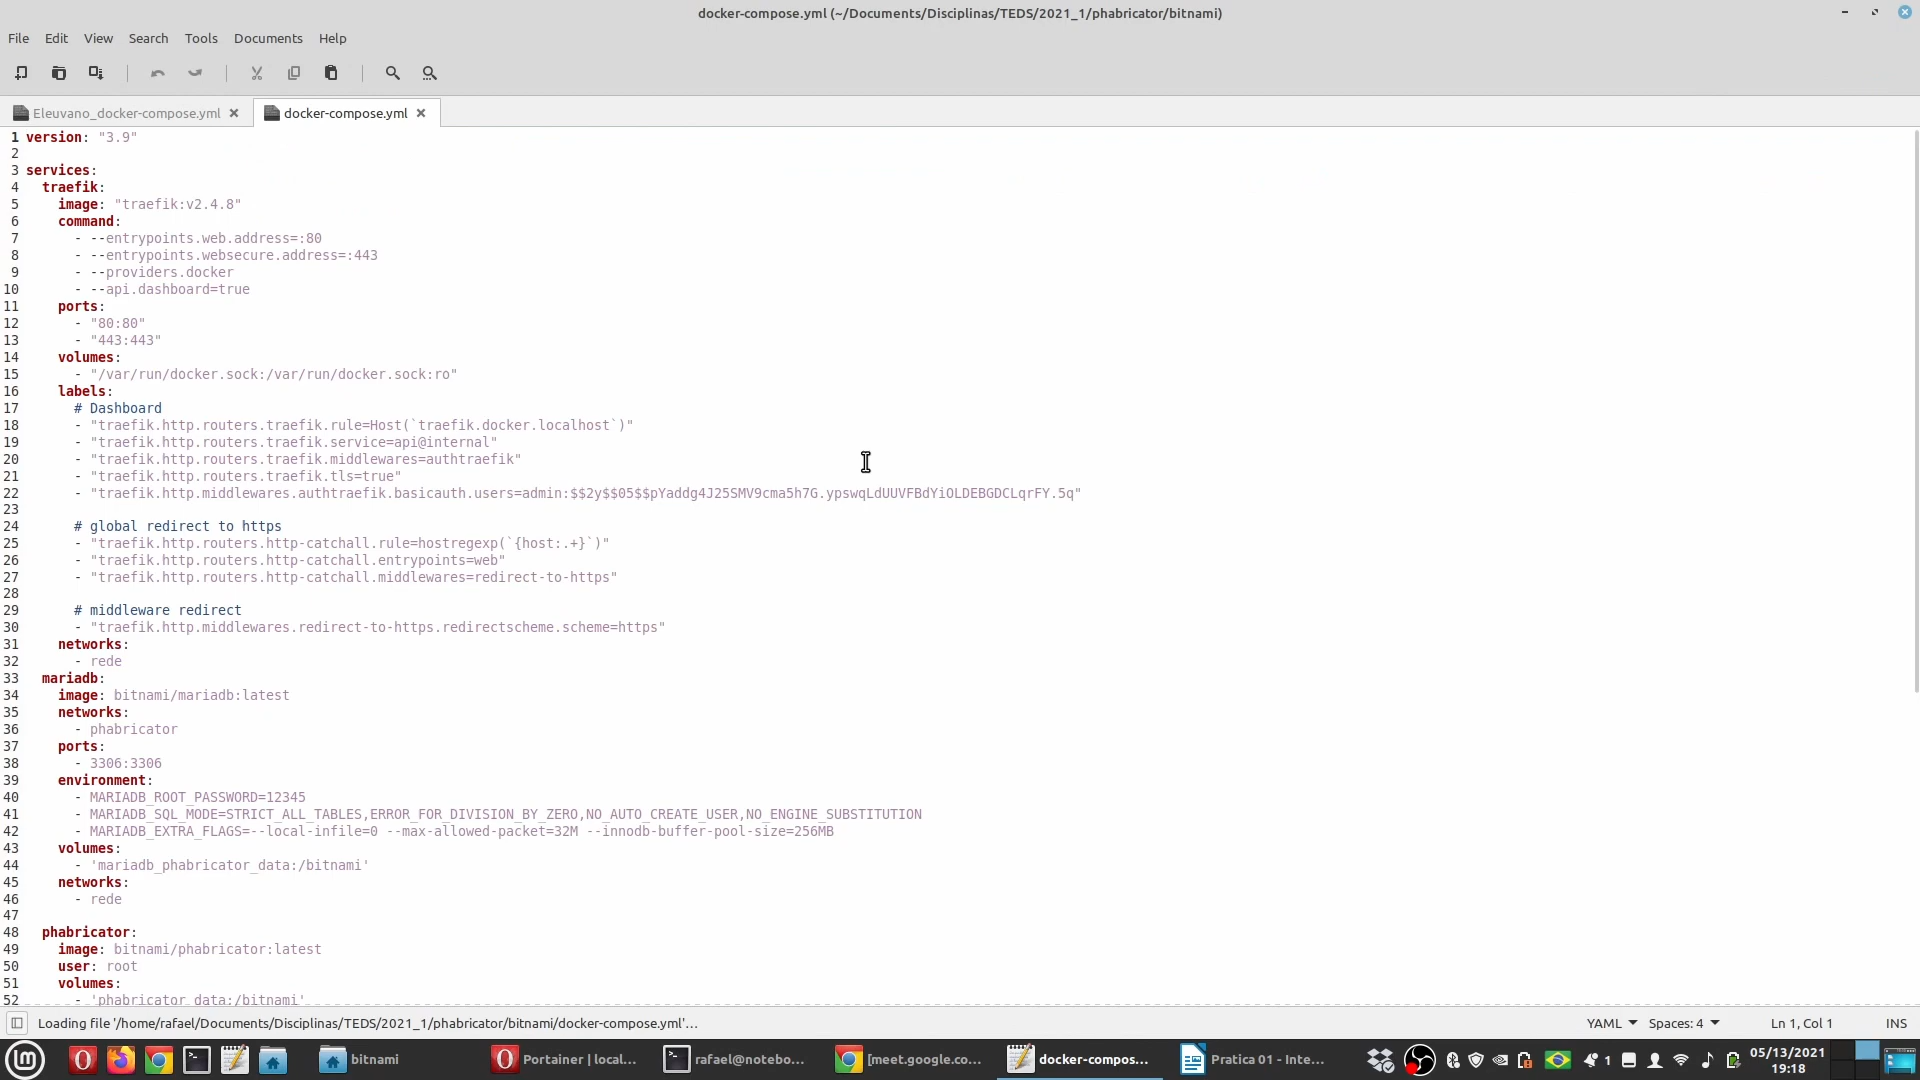 docker-compose.yml (~/Documents/Disciplinas/TEDS/2021_1/phabricator/bitnami)
File Edit View Search Tools Documents Help
Eleuvano_docker-compose.yml docker-compose.yml
1 version: "3.9"
2
3 services:
4 traefik:
5 image: "traefik:v2.4.8"
6 command:
7 - --entrypoints.web.address=:80
8 - --entrypoints.websecure.address=:443
9 - --providers.docker
10 - --api.dashboard=true
11 ports:
12 - "80:80"
13 - "443:443"
14 volumes:
15 - "/var/run/docker.sock:/var/run/docker.sock:ro"
16 labels:
17 # Dashboard
18 - "traefik.http.routers.traefik.rule=Host(`traefik.docker.localhost`)"
19 - "traefik.http.routers.traefik.service=api@internal"
20 - "traefik.http.routers.traefik.middlewares=authtraefik"
21 - "traefik.http.routers.traefik.tls=true"
22 - "traefik.http.middlewares.authtraefik.basicauth.users=admin:$$2y$$05$$pYaddg4J25SMV9cma5h7G.ypswqLdUUVFBdYiOLDEBGDCLqrFY.5q"
23
24 # global redirect to https
25 - "traefik.http.routers.http-catchall.rule=hostregexp(`{host:.+}`)"
26 - "traefik.http.routers.http-catchall.entrypoints=web"
27 - "traefik.http.routers.http-catchall.middlewares=redirect-to-https"
28
29 # middleware redirect
30 - "traefik.http.middlewares.redirect-to-https.redirectscheme.scheme=https"
31 networks:
32 - rede
33 mariadb:
34 image: bitnami/mariadb:latest
35 networks:
36 - phabricator
37 ports:
38 - 3306:3306
39 environment:
40 - MARIADB_ROOT_PASSWORD=12345
41 - MARIADB_SQL_MODE=STRICT_ALL_TABLES,ERROR_FOR_DIVISION_BY_ZERO,NO_AUTO_CREATE_USER,NO_ENGINE_SUBSTITUTION
42 - MARIADB_EXTRA_FLAGS=--local-infile=0 --max-allowed-packet=32M --innodb-buffer-pool-size=256MB
43 volumes:
44 - 'mariadb_phabricator_data:/bitnami'
45 networks:
46 - rede
47
48 phabricator:
49 image: bitnami/phabricator:latest
50 user: root
51 volumes:
52 - 'phabricator_data:/bitnami'
Loading file '/home/rafael/Documents/Disciplinas/TEDS/2021_1/phabricator/bitnami/docker-compose.yml'... YAML Spaces: 4 Ln 1, Col 1 INS
bitnami Portainer | local... rafael@notebo... [meet.google.co... docker-compos... Pratica 01 - Inte... 1 05/13/2021
19:18